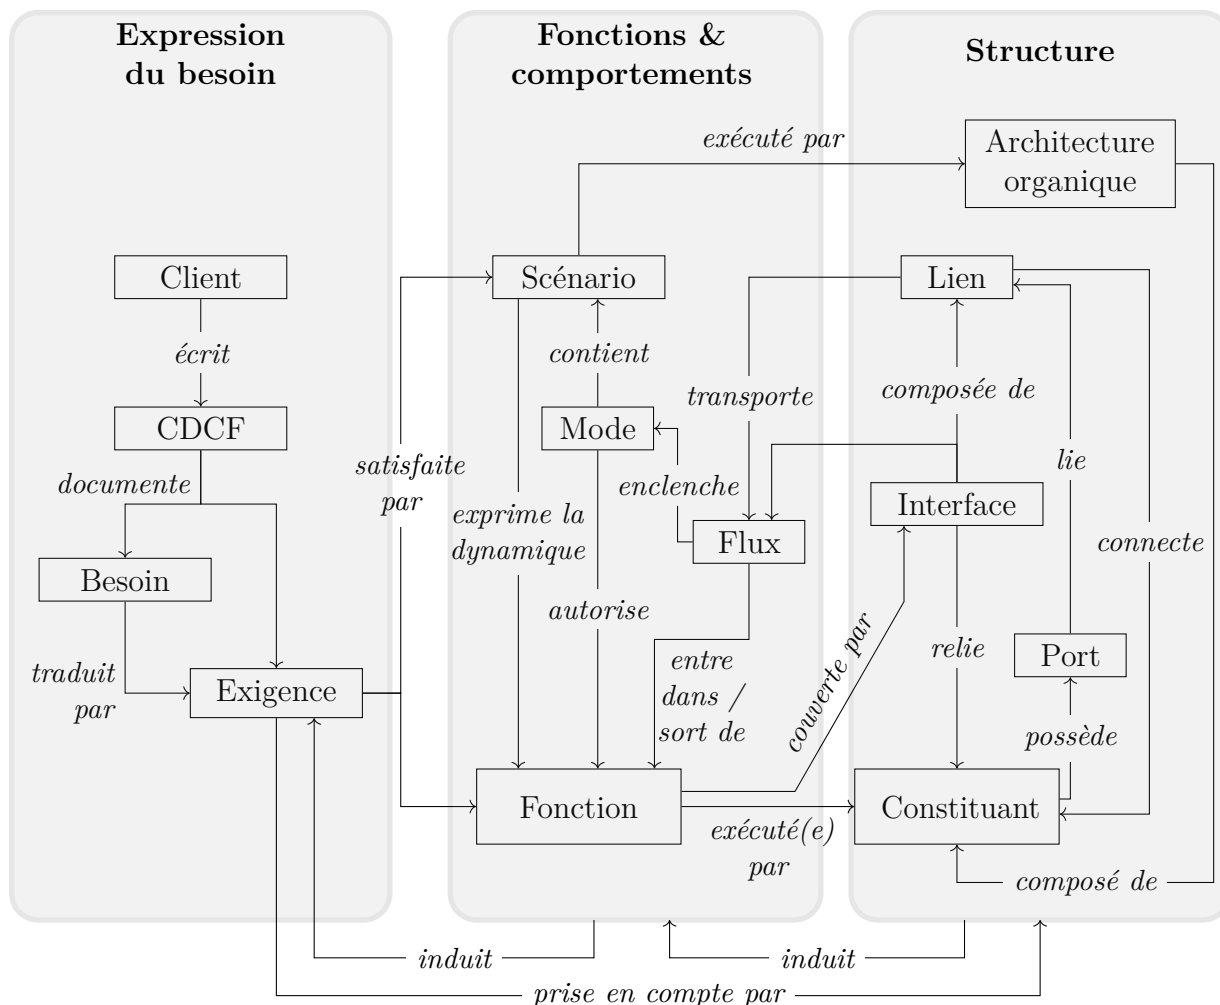 Expression
du besoin
Fonctions &
comportements
Structure
exécuté par
Architecture
organique
Client
Scénario
Lien
écrit
contient
transporte
composée de
CDCF
Mode
documente
satisfaite
par
enclenche
lie
Interface
exprime la
dynamique
Flux
connecte
Besoin
autorise
relie
couverte par
traduit
par
Exigence
entre
dans /
sort de
Port
possède
Fonction
exécuté(e)
par
Constituant
composé de
induit
induit
prise en compte par